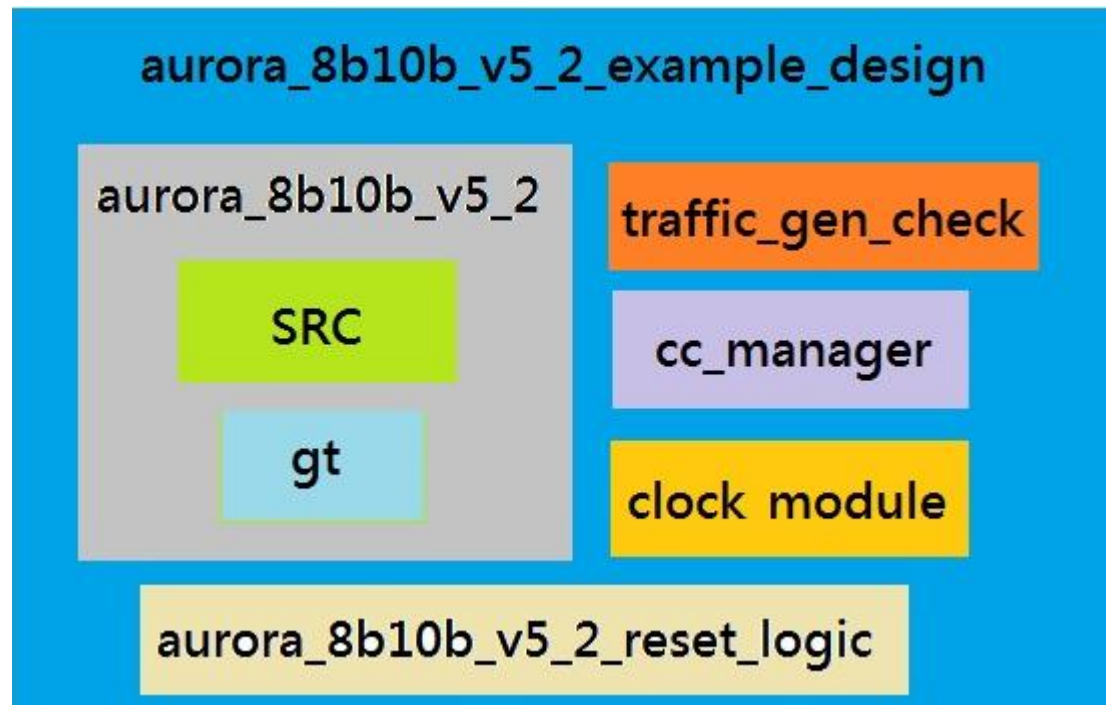 aurora_8b10b_v5_2_example_design
aurora_8b10b_v5_2
SRC
gt
traffic_gen_check
cc_manager
clock module
aurora_8b10b_v5_2_reset_logic